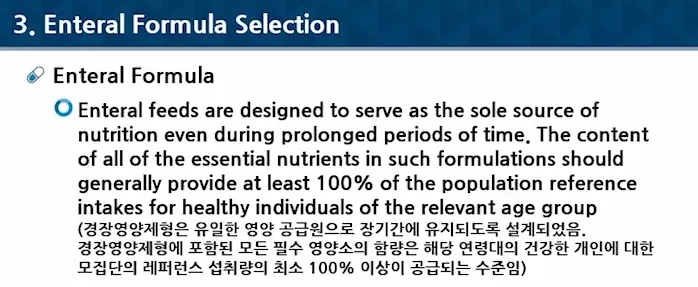 3. Enteral Formula Selection
Enteral Formula
Enteral feeds are designed to serve as the sole source of
nutrition even during prolonged periods of time. The content
of all of the essential nutrients in such formulations should
generally provide at least 100% of the population reference
intakes for healthy individuals of the relevant age group
(경장영양제형은 유일한 영양 공급원으로 장기간에 유지되도록 설계되었음.
경장영양제형에 포함된 모든 필수 영양소의 함량은 해당 연령대의 건강한 개인에 대한
모집단의 레퍼런스 섭취량의 최소 100% 이상이 공급되는 수준임)